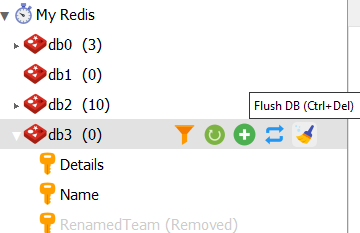 My Redis
db0 (3)
db1 (0)
db2 (10)
Flush DB (Ctrl+Del)
db3 (0)
Details
Name
RenamedTeam (Removed)